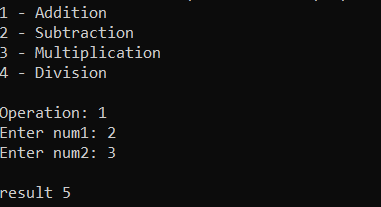 1 - Addition
2 - Subtraction
3 - Multiplication
4 - Division
Operation: 1
Enter num1: 2
Enter num2: 3
result 5